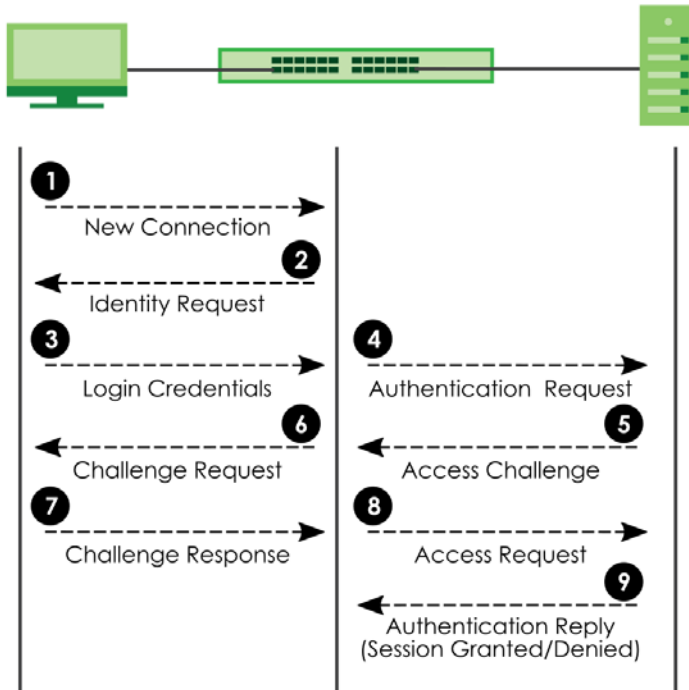 1
New Connection
2
Identity Request
3
Login Credentials
4
Authentication Request
5
Access Challenge
6
Challenge Request
7
Challenge Response
8
Access Request
9
Authentication Reply
(Session Granted/Denied)